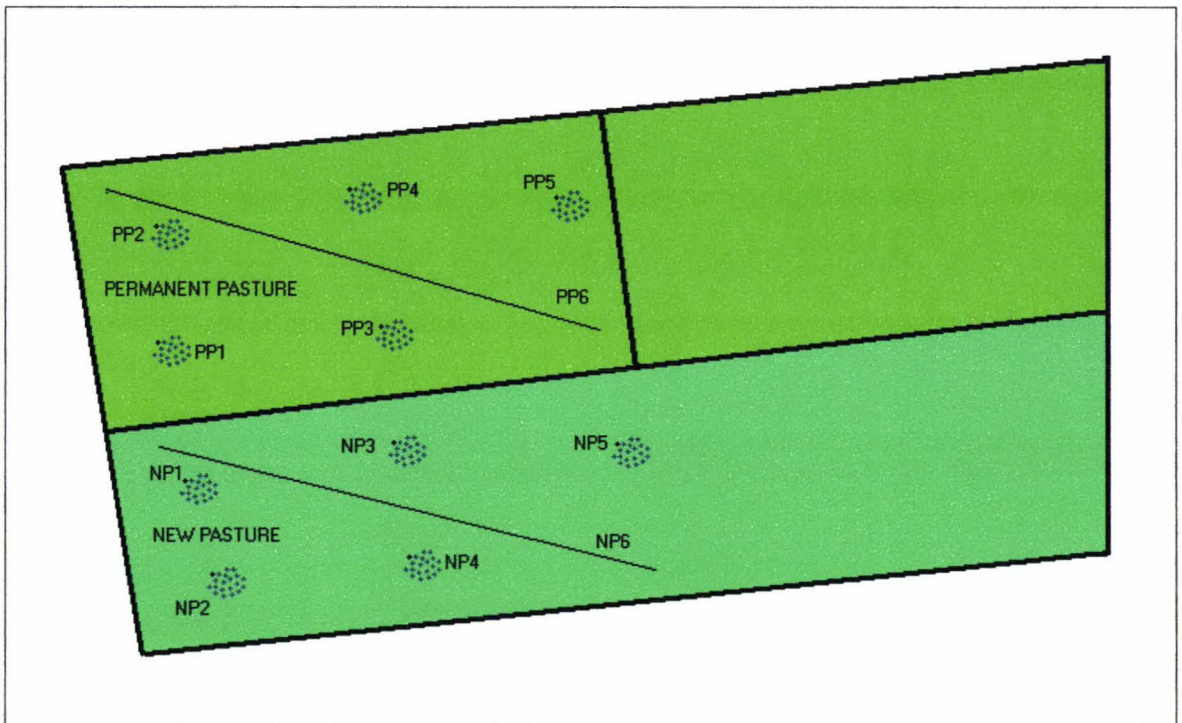 PP4
PP5
PP2
PERMANENT PASTURE
PP6
PP3
PP1
NP3
NP5
NP1
NEW PASTURE
NP6
NP4
NP2